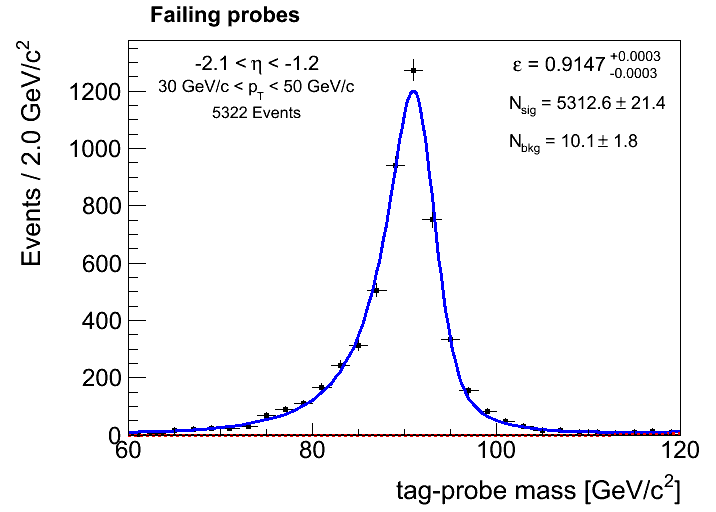 Failing probes
Events / 2.0 GeV/c²
1200
1000
800
600
400
200
0
-2.1 < η < -1.2
30 GeV/c < p_T < 50 GeV/c
5322 Events
ε = 0.9147 +0.0003 -0.0003
N_sig = 5312.6 ± 21.4
N_bkg = 10.1 ± 1.8
60 80 100 120
tag-probe mass [GeV/c²]